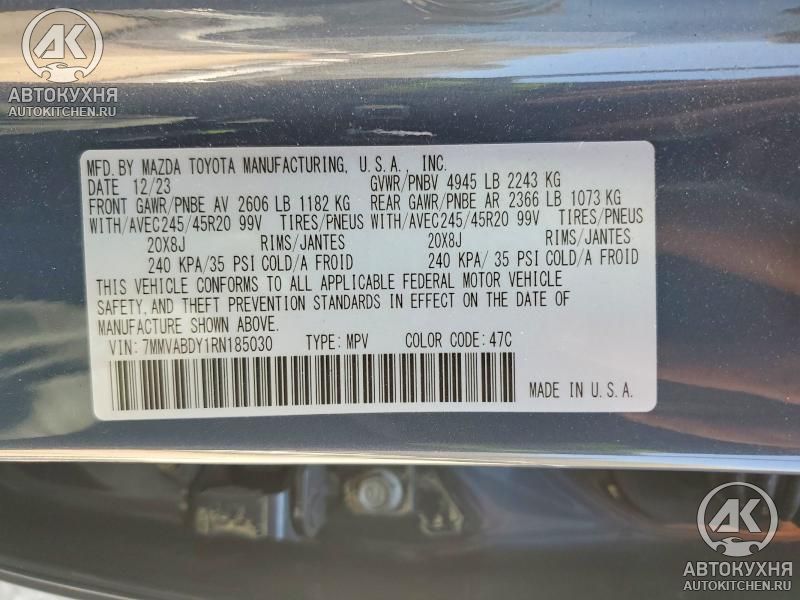 AK
АВТОКУХНЯ
AUTOKITCHEN.RU
MFD. BY MAZDA TOYOTA MANUFACTURING, U.S.A., INC.
DATE 12/23 GVWR/PNBV 4945 LB 2243 KG
FRONT GAWR/PNBE AV 2606 LB 1182 KG REAR GAWR/PNBE AR 2366 LB 1073 KG
WITH/AVEC245/45R20 99V TIRES/PNEUS WITH/AVEC245/45R20 99V TIRES/PNEUS
20X8J RIMS/JANTES 20X8J RIMS/JANTES
240 KPA/35 PSI COLD/A FROID 240 KPA/ 35 PSI COLD/A FROID
THIS VEHICLE CONFORMS TO ALL APPLICABLE FEDERAL MOTOR VEHICLE
SAFETY, AND THEFT PREVENTION STANDARDS IN EFFECT ON THE DATE OF
MANUFACTURE SHOWN ABOVE.
VIN: 7MMVABDY1RN185030 TYPE: MPV COLOR CODE: 47C
MADE IN U.S.A.
AK
АВТОКУХНЯ
AUTOKITCHEN.RU